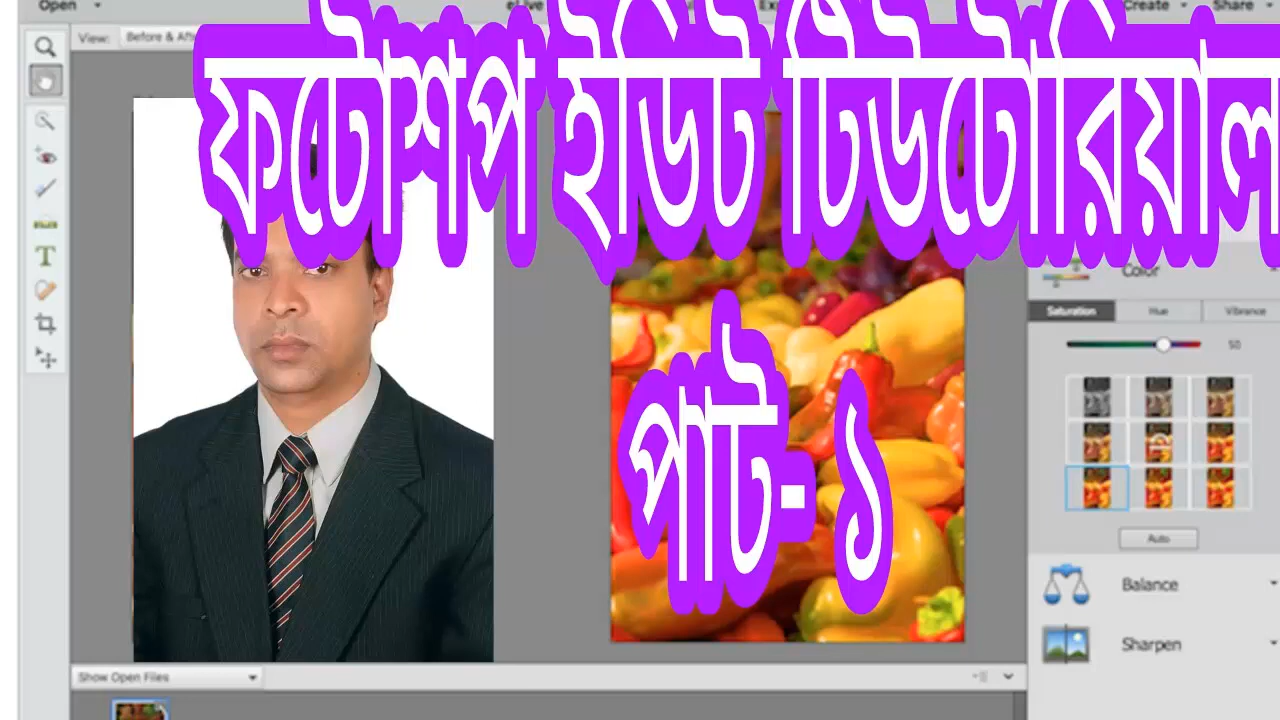 Open
eLive
Create
Share
View: Before & Aft
ফটোশপ ইডিট টিউটোরিয়াল
পার্ট- ১
Color
Saturation Hue Vibrance
50
Auto
Balance
Sharpen
Show Open Files